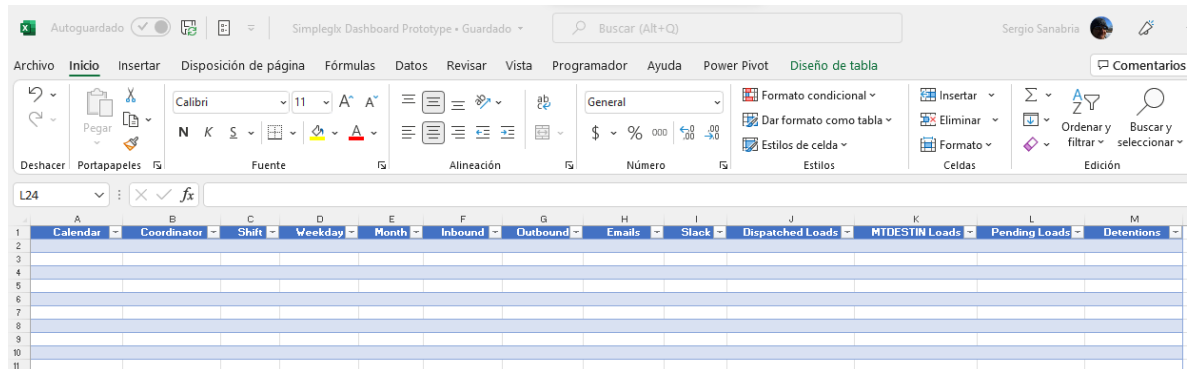 Autoguardado Simpleglx Dashboard Prototype • Guardado Buscar (Alt+Q) Sergio Sanabria
Archivo Inicio Insertar Disposición de página Fórmulas Datos Revisar Vista Programador Ayuda Power Pivot Diseño de tabla Comentarios
Pegar
Calibri 11 A A
N K S A
ab
General
$ % 000
Formato condicional
Dar formato como tabla
Estilos de celda
Insertar
Eliminar
Formato
Ordenar y filtrar
Buscar y seleccionar
Deshacer Portapapeles Fuente Alineación Número Estilos Celdas Edición
L24 fx
A B C D E F G H I J K L M
1 Calendar Coordinator Shift Weekday Month Inbound Outbound Emails Slack Dispatched Loads MTDESTIN Loads Pending Loads Detentions
2
3
4
5
6
7
8
9
10
11